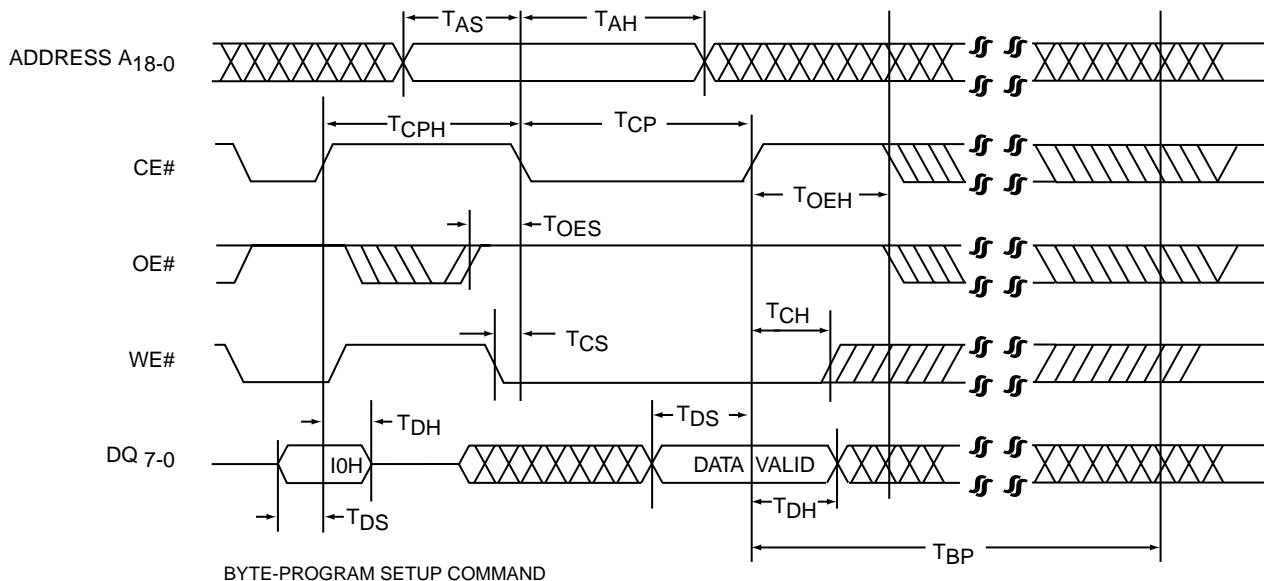 TAS TAH
ADDRESS A18-0
TCPH TCP
CE#
TOEH
TOES
OE#
TCH
TCS
WE#
TDH TDS
DQ 7-0 I0H DATA VALID
TDS TDH
TBP
BYTE-PROGRAM SETUP COMMAND